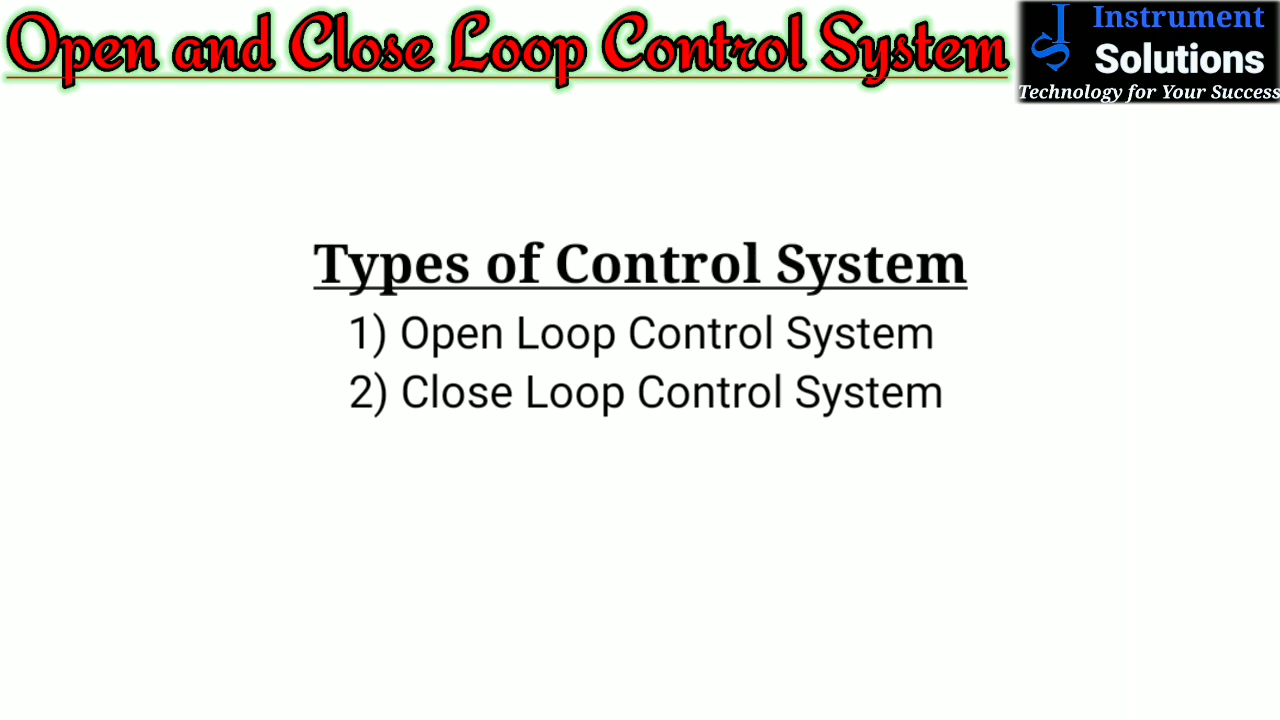 Open and Close Loop Control System
Instrument
Solutions
Technology for Your Success
Types of Control System
1) Open Loop Control System
2) Close Loop Control System